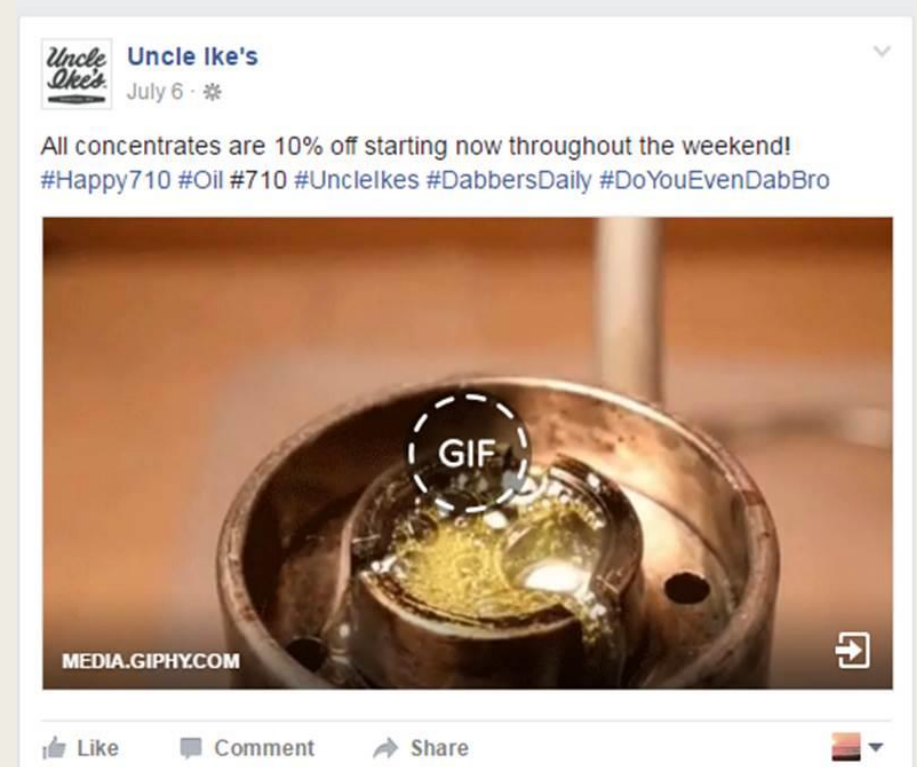 Uncle
Ike's
Uncle Ike's
July 6 ·
All concentrates are 10% off starting now throughout the weekend!
#Happy710 #Oil #710 #UncleIkes #DabbersDaily #DoYouEvenDabBro
GIF
MEDIA.GIPHY.COM
Like Comment Share